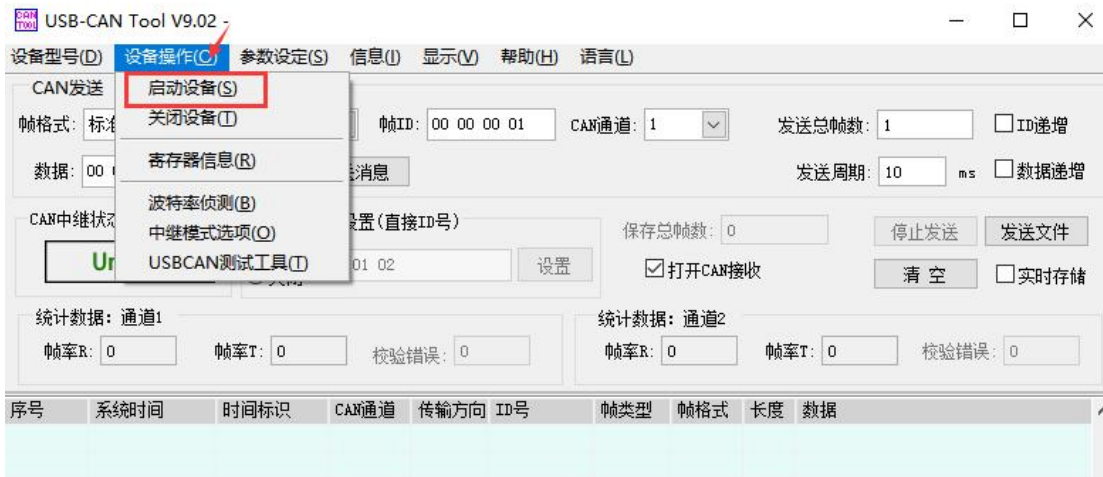 CAN TOOL USB-CAN Tool V9.02 -
设备型号(D) 设备操作(O) 参数设定(S) 信息(I) 显示(V) 帮助(H) 语言(L)
CAN发送
启动设备(S)
关闭设备(T)
寄存器信息(R)
波特率侦测(B)
中继模式选项(O)
USBCAN测试工具(T)
帧格式: 帧ID: 00 00 00 01 CAN通道: 1 发送总帧数: 1 ID递增
数据: 00 消息 发送周期: 10 ms 数据递增
CAN中继状态 设置(直接ID号) 保存总帧数: 0 停止发送 发送文件
01 02 设置 打开CAN接收 清空 实时存储
统计数据: 通道1 统计数据: 通道2
帧率R: 0 帧率T: 0 校验错误: 0 帧率R: 0 帧率T: 0 校验错误: 0
序号 系统时间 时间标识 CAN通道 传输方向 ID号 帧类型 帧格式 长度 数据